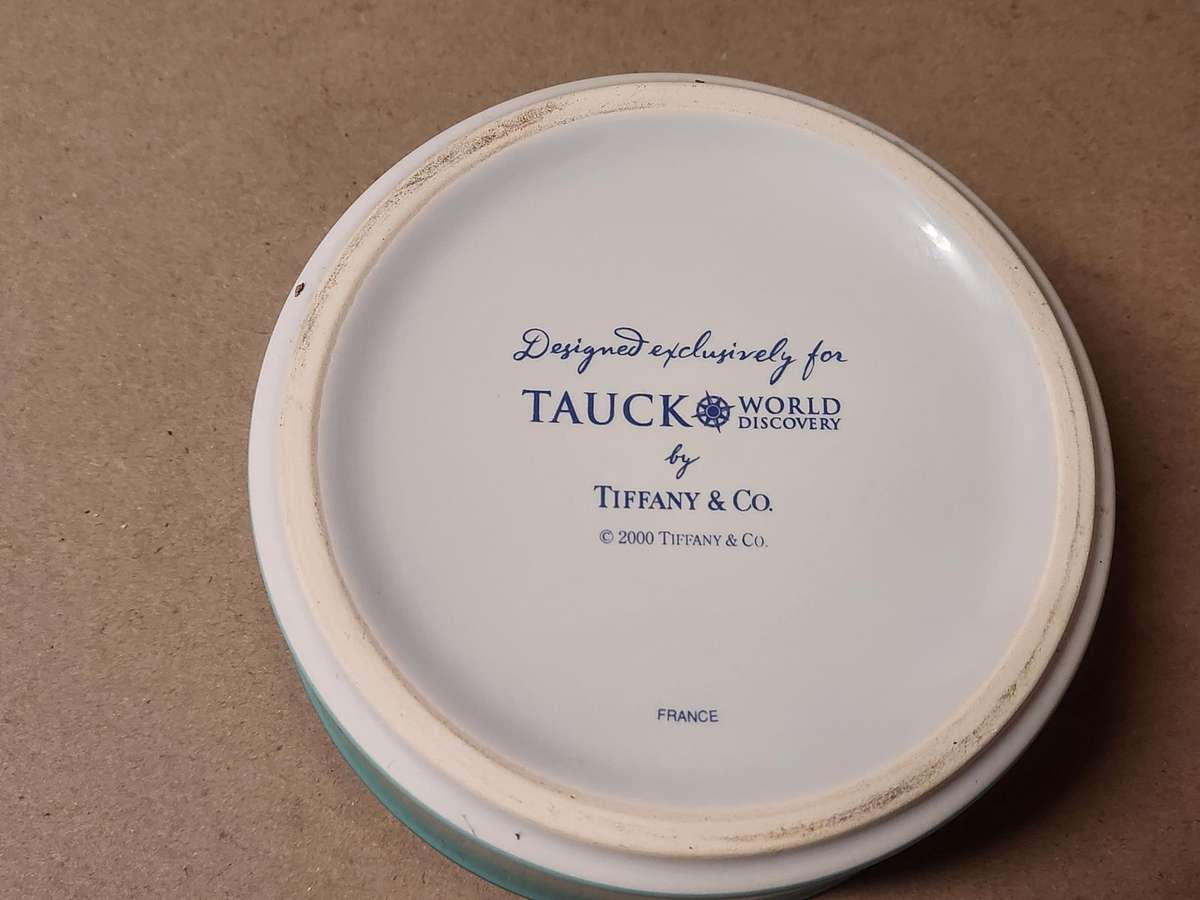 Designed exclusively for
TAUCK WORLD DISCOVERY
by
TIFFANY & CO.
© 2000 TIFFANY & CO.
FRANCE